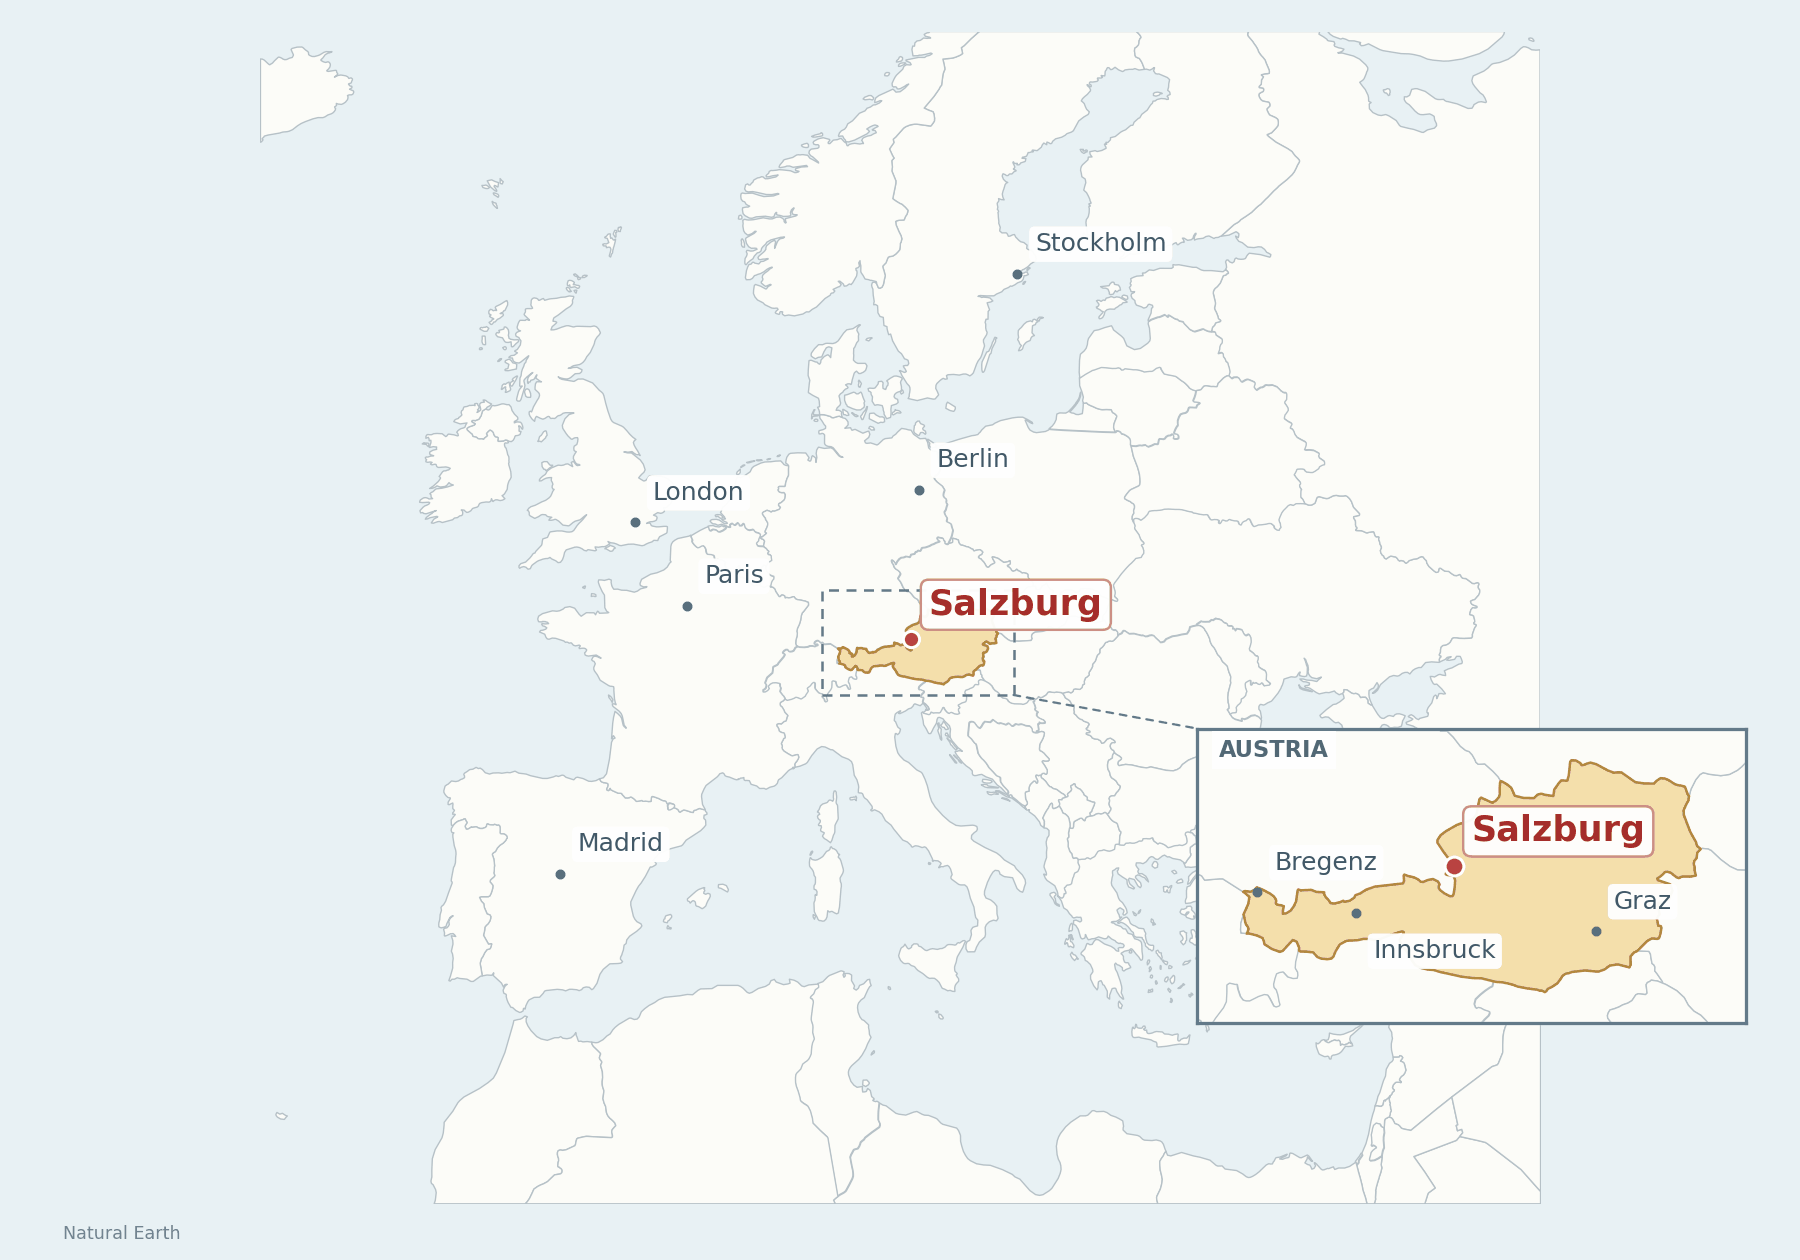 Stockholm
Berlin
London
Paris
Salzburg
AUSTRIA
Salzburg
Madrid
Bregenz
Graz
Innsbruck
Natural Earth